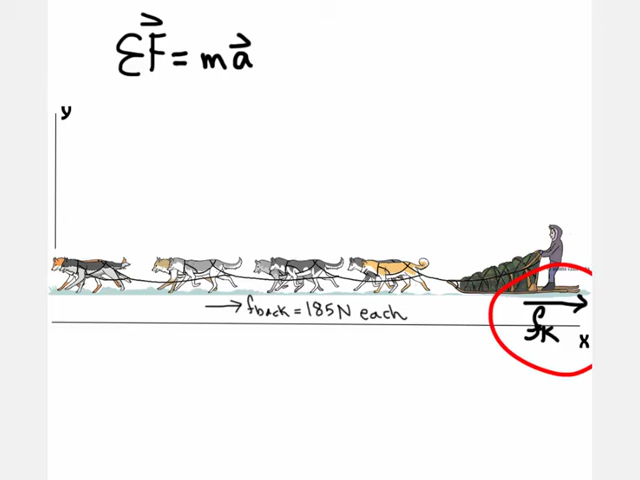 ΣF⃗ = ma⃗
y
→ fback = 185N each
fK
x